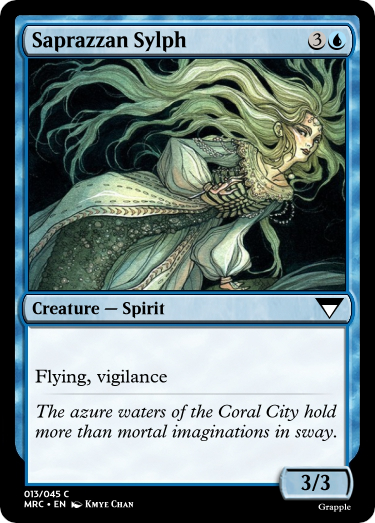 Saprazzan Sylph 3
Creature — Spirit
Flying, vigilance
The azure waters of the Coral City hold
more than mortal imaginations in sway.
3/3
013/045 C
MRC • EN Kmye Chan
Grapple